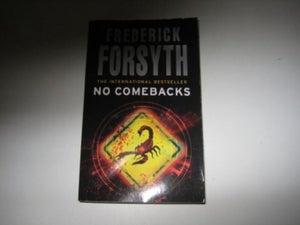 FREDERICK
FORSYTH
THE INTERNATIONAL BESTSELLER
NO COMEBACKS